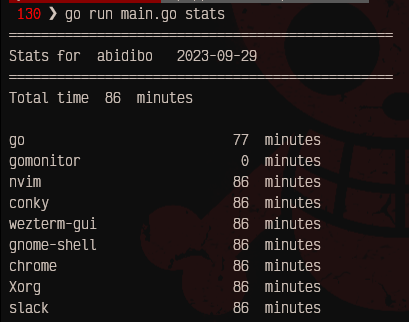 130 ❯ go run main.go stats
================================================
Stats for abidibo 2023-09-29
================================================
Total time 86 minutes
go 77 minutes
gomonitor 0 minutes
nvim 86 minutes
conky 86 minutes
wezterm-gui 86 minutes
gnome-shell 86 minutes
chrome 86 minutes
Xorg 86 minutes
slack 86 minutes